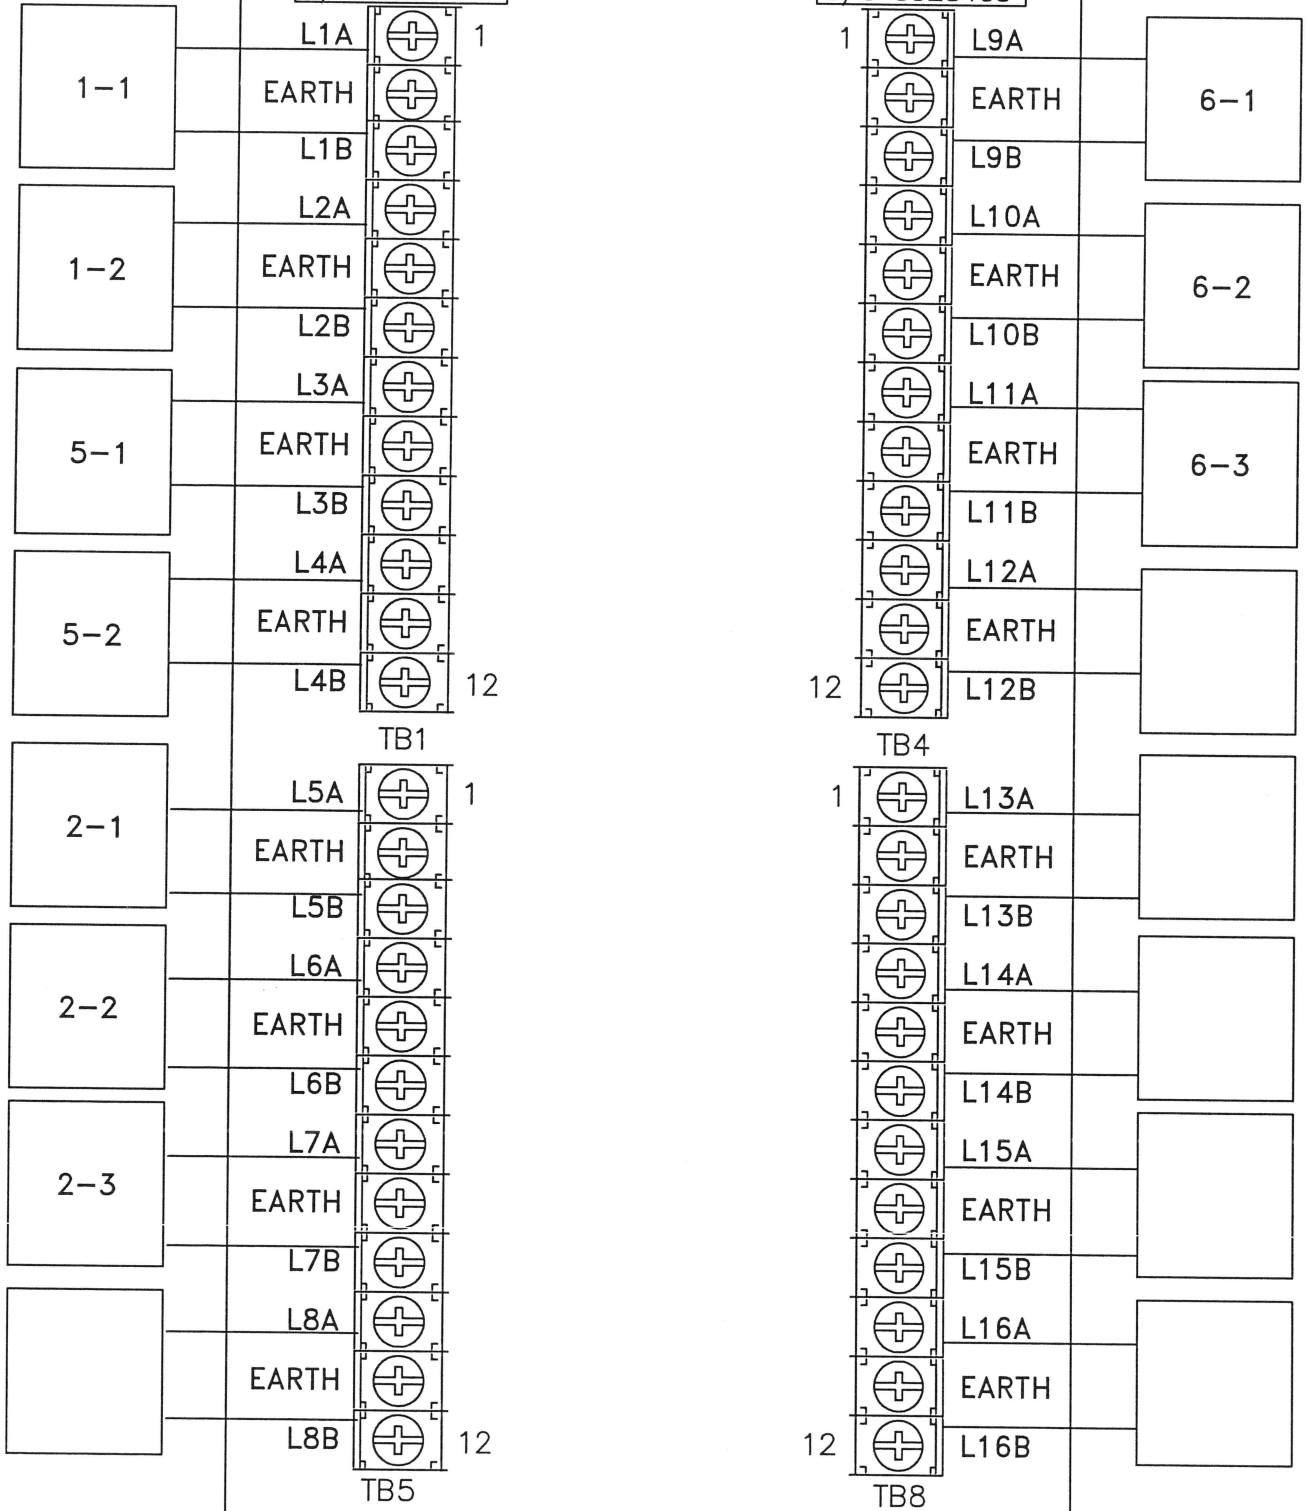 L1A 1
1-1
EARTH
L1B
L2A
1-2
EARTH
L2B
L3A
5-1
EARTH
L3B
L4A
5-2
EARTH
L4B 12
TB1
L5A 1
2-1
EARTH
L5B
L6A
2-2
EARTH
L6B
L7A
2-3
EARTH
L7B
L8A
EARTH
L8B 12
TB5
1 L9A
EARTH
6-1
L9B
L10A
EARTH
6-2
L10B
L11A
EARTH
6-3
L11B
L12A
EARTH
12 L12B
TB4
1 L13A
EARTH
L13B
L14A
EARTH
L14B
L15A
EARTH
L15B
L16A
EARTH
12 L16B
TB8